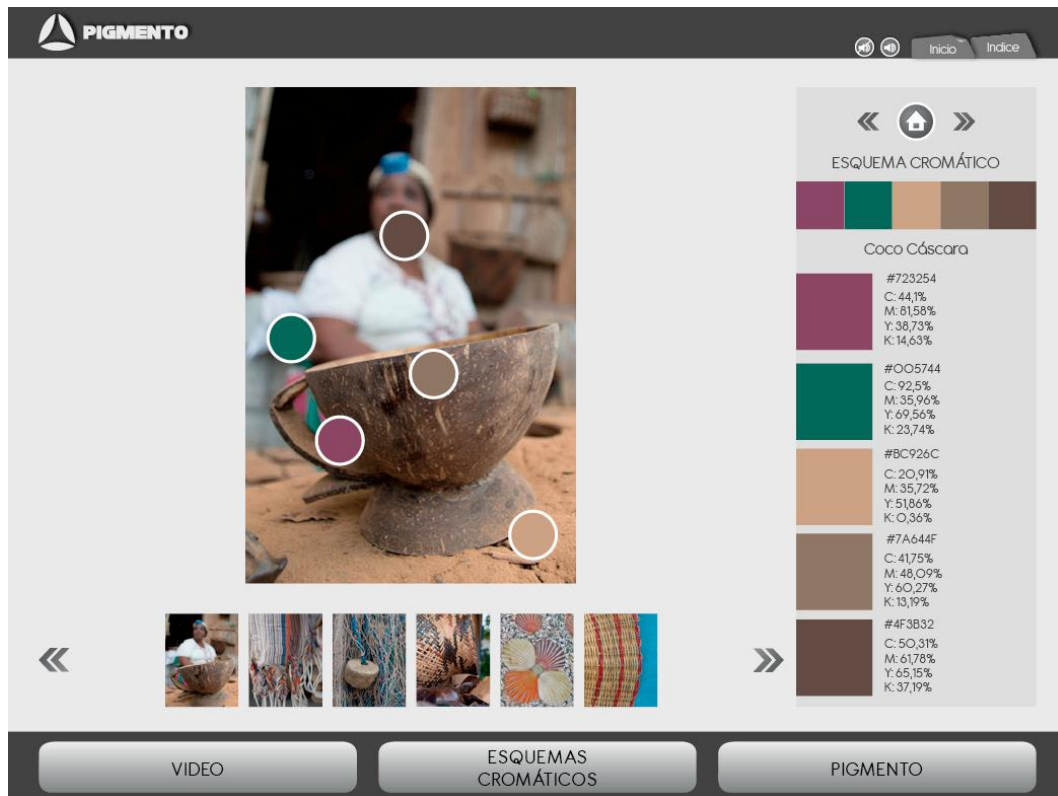 PIGMENTO
Inicio
Indice
ESQUEMA CROMÁTICO
Coco Cáscara
#723254
C: 44,1%
M: 81,58%
Y: 38,73%
K: 14,63%
#005744
C: 92,5%
M: 35,96%
Y: 69,56%
K: 23,74%
#BC926C
C: 20,91%
M: 35,72%
Y: 51,86%
K: 0,36%
#7A644F
C: 41,75%
M: 48,09%
Y: 60,27%
K: 13,19%
#4F3B32
C: 50,31%
M: 61,78%
Y: 65,15%
K: 37,19%
VIDEO
ESQUEMAS
CROMÁTICOS
PIGMENTO